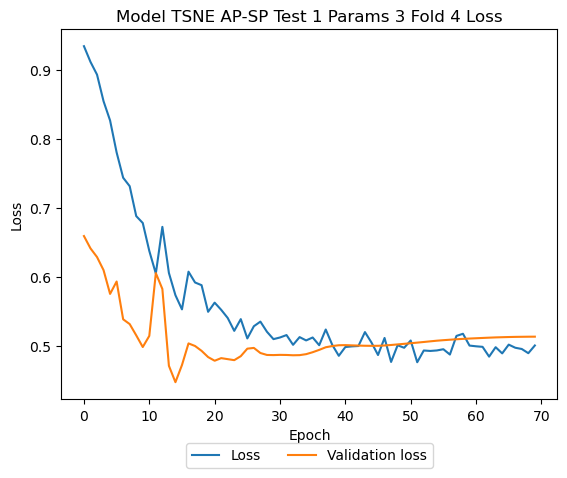 Model TSNE AP-SP Test 1 Params 3 Fold 4 Loss
Loss
0.9
0.8
0.7
0.6
0.5
0 10 20 30 40 50 60 70
Epoch
Loss Validation loss